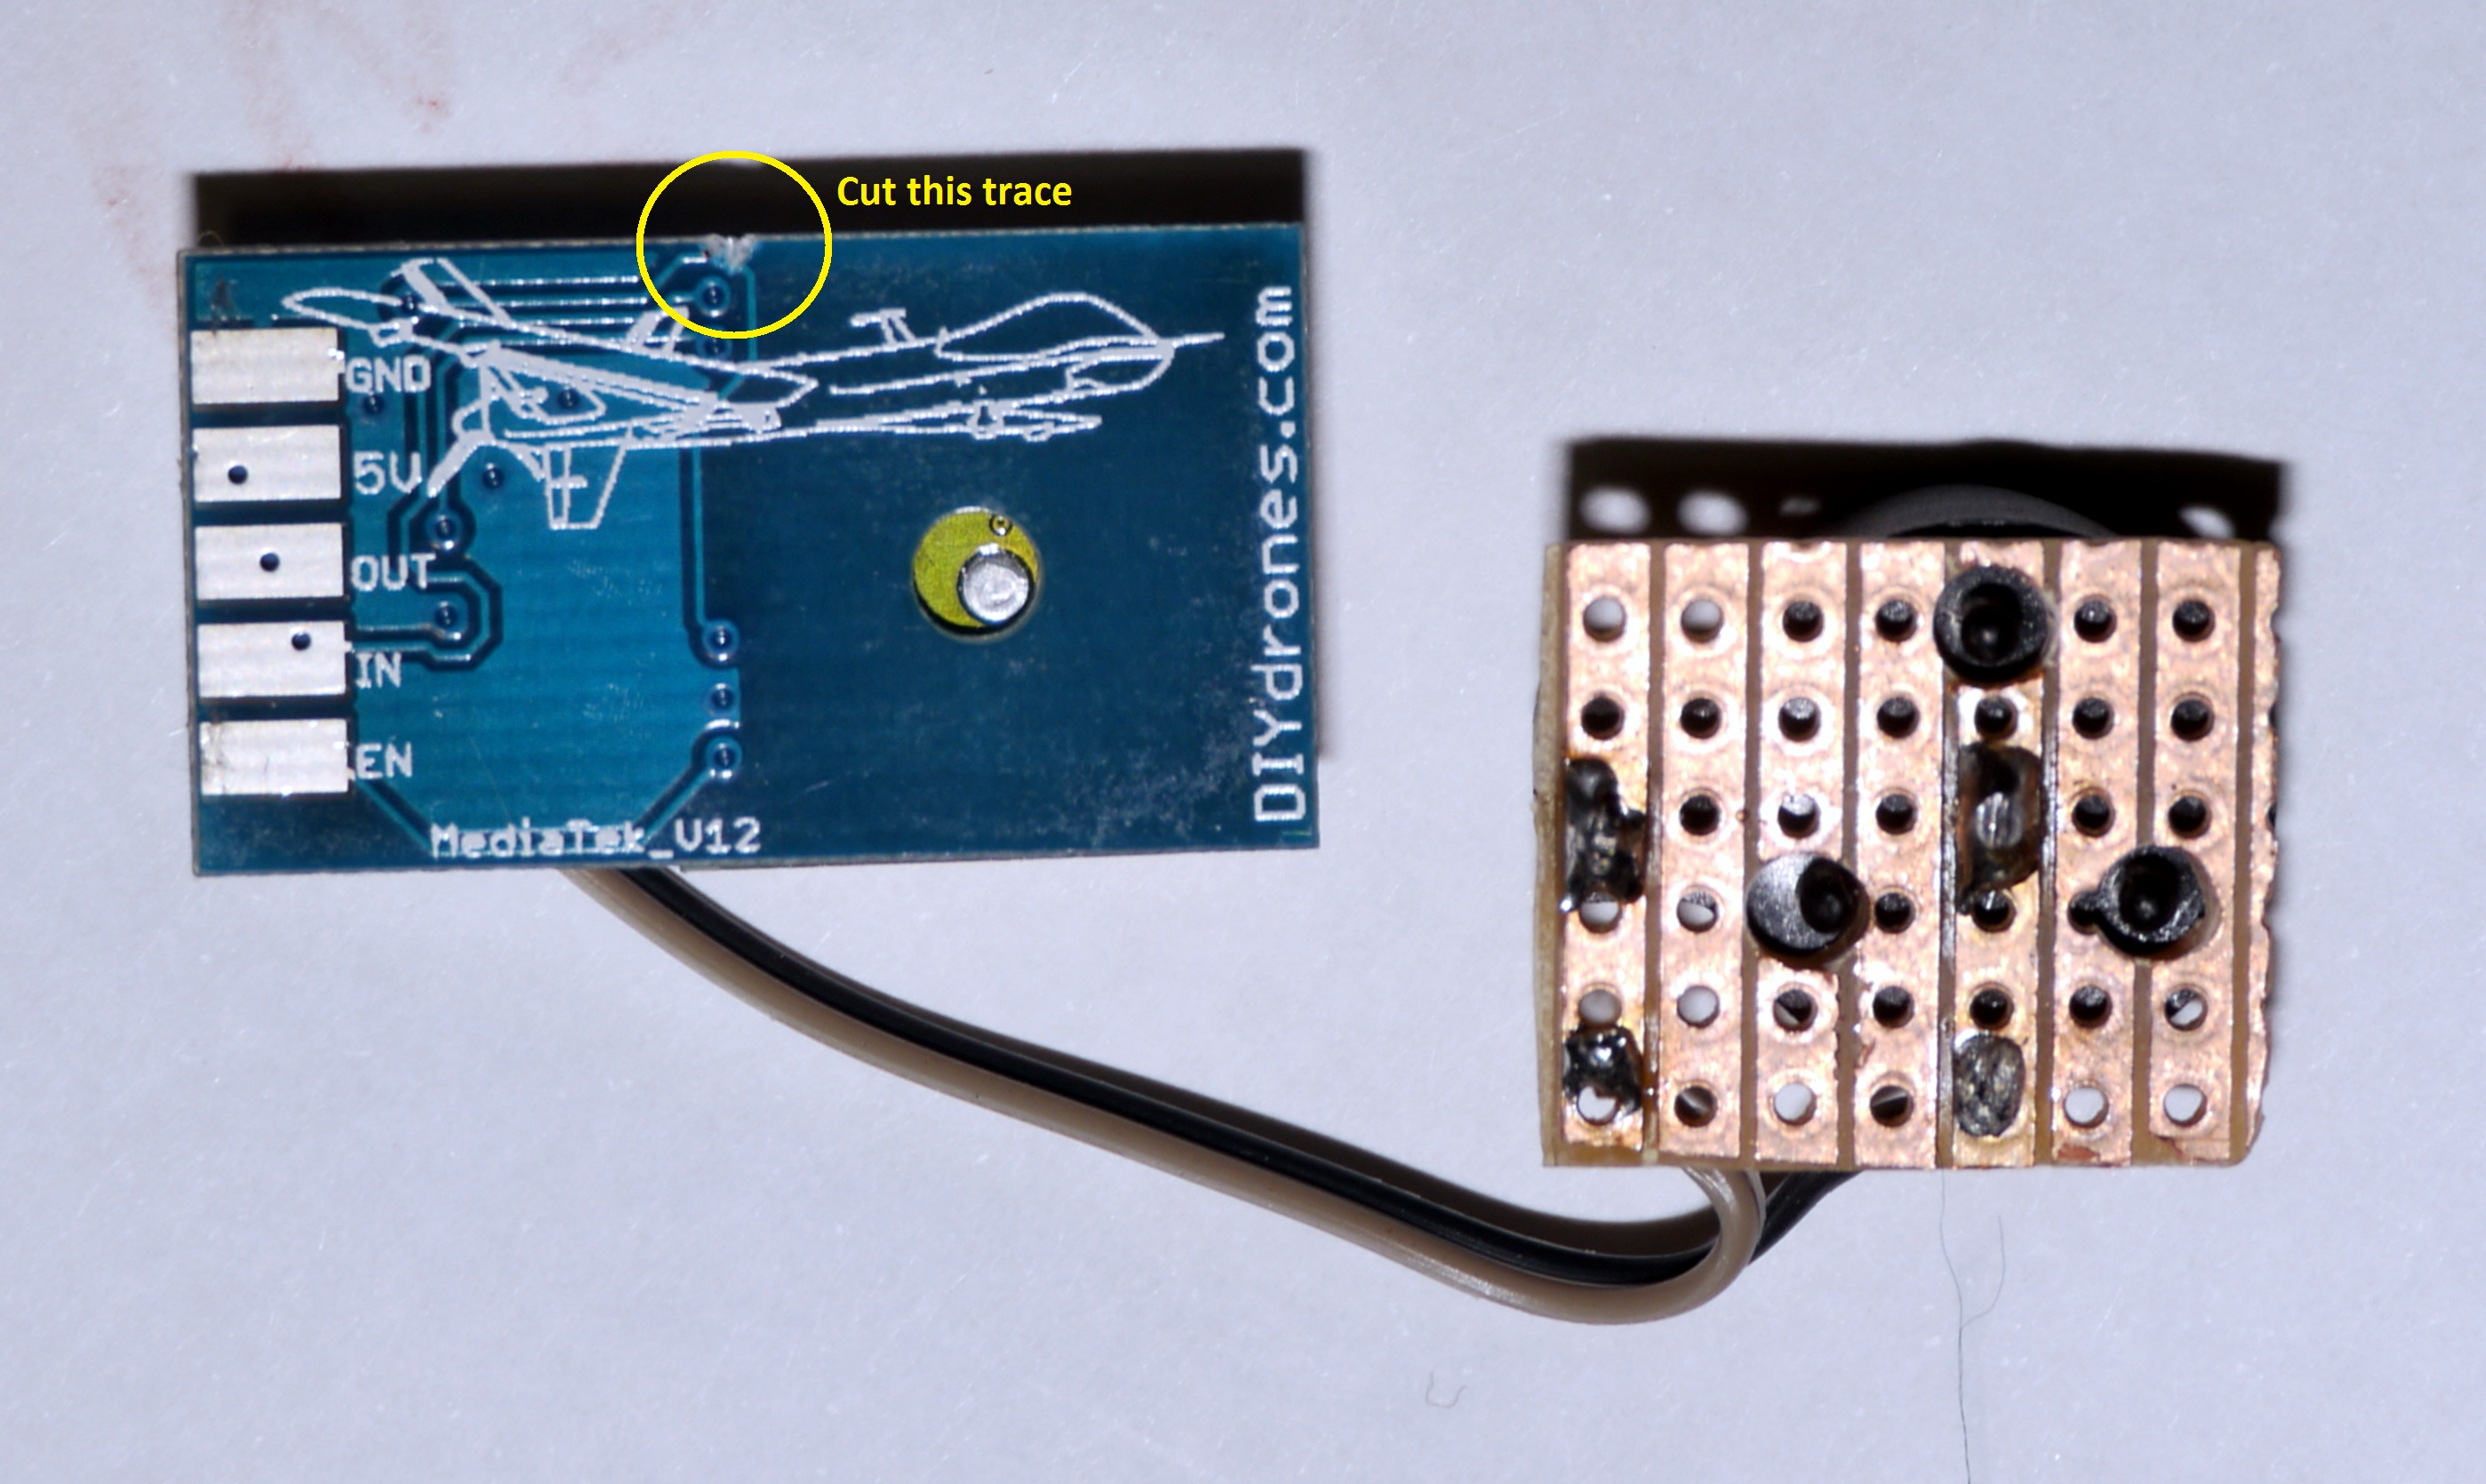 Cut this trace
GND
5V
OUT
IN
EN
MediaTek_V12
DIYdrones.com